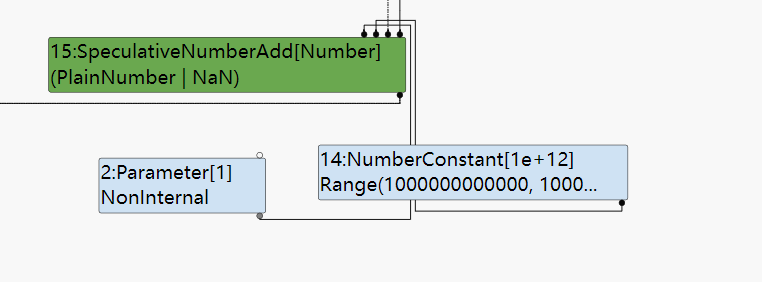 15:SpeculativeNumberAdd[Number]
(PlainNumber | NaN)
2:Parameter[1]
NonInternal
14:NumberConstant[1e+12]
Range(1000000000000, 1000...